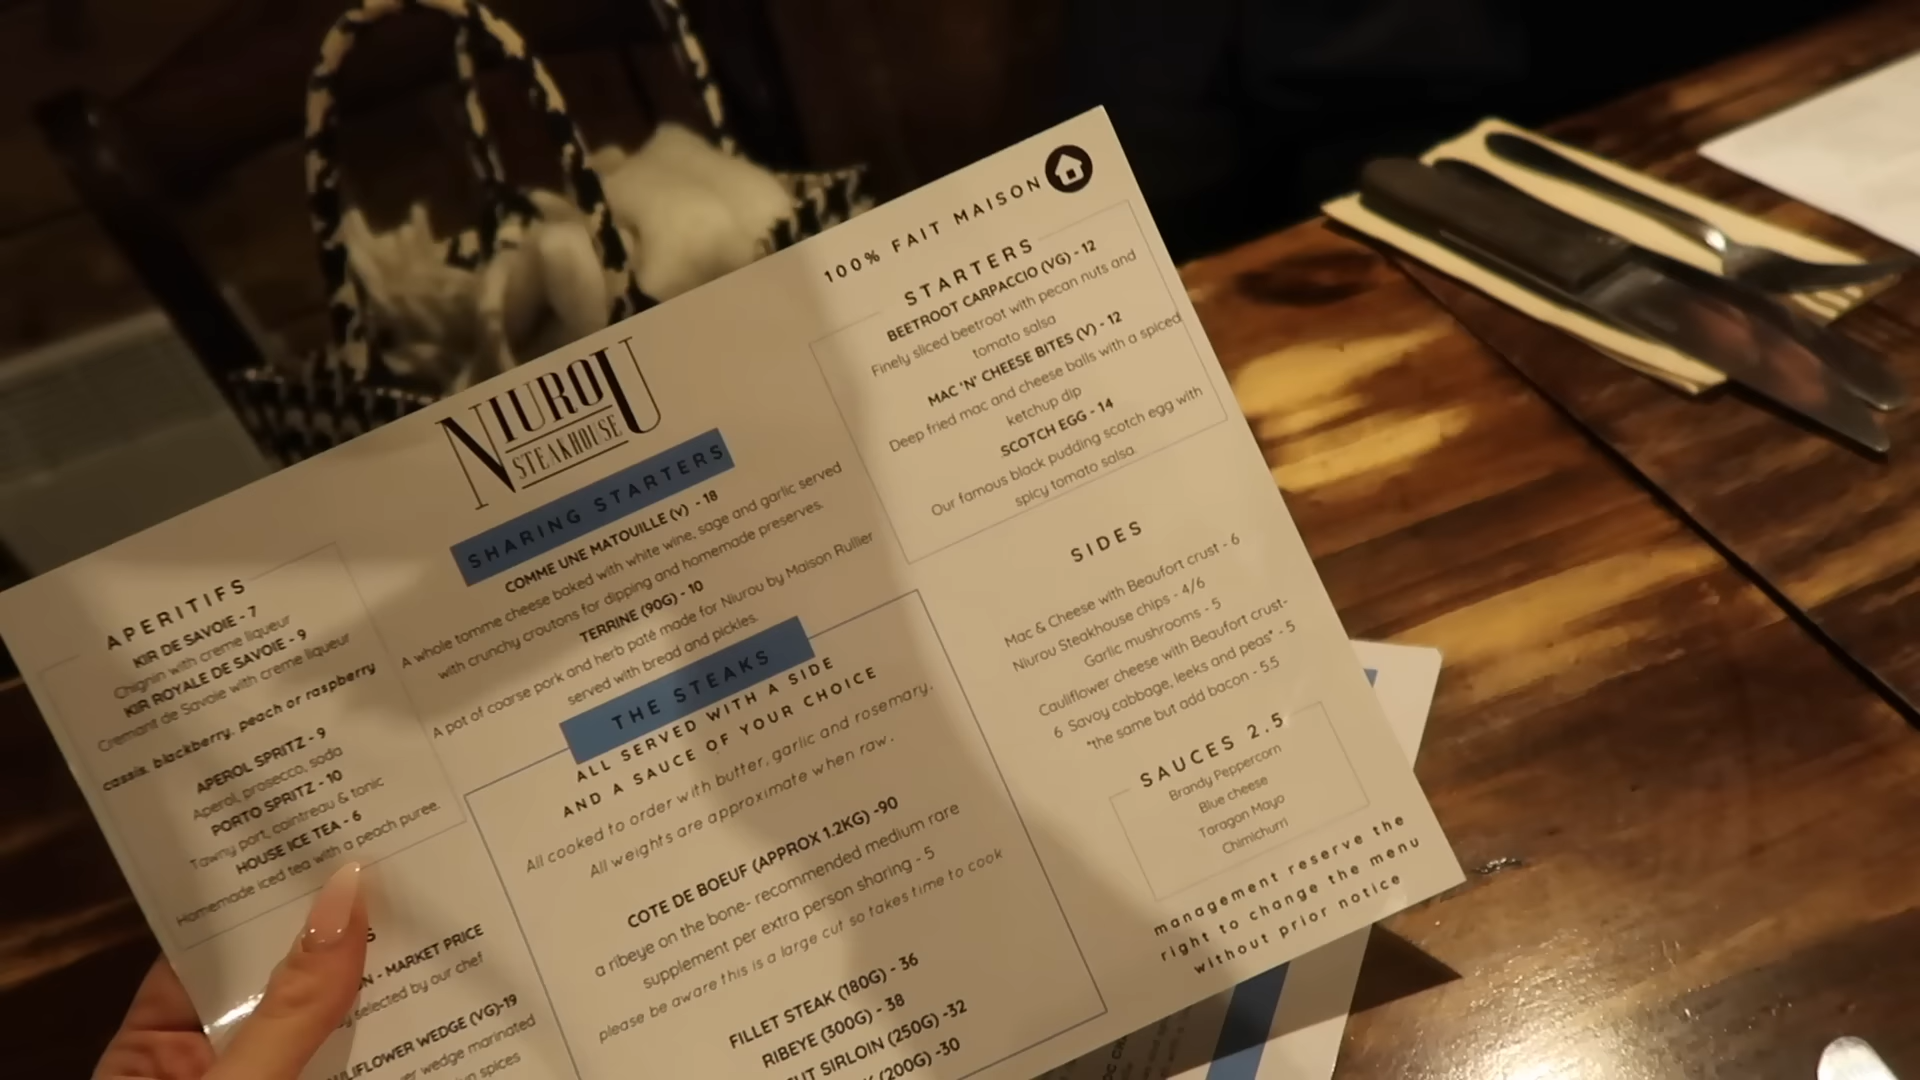 100% FAIT MAISON
NIUROU
STEAKHOUSE
SHARING STARTERS
COMME UNE MATOUILLE (v) - 18
A whole tomme cheese baked with white wine, sage and garlic served
with crunchy croutons for dipping and homemade preserves.
TERRINE (90G) - 10
A pot of coarse pork and herb paté made for Niurou by Maison Rullier
served with bread and pickles.
THE STEAKS
ALL SERVED WITH A SIDE
AND A SAUCE OF YOUR CHOICE
All cooked to order with butter, garlic and rosemary.
All weights are approximate when raw.
COTE DE BOEUF (APPROX 1.2KG) -90
a ribeye on the bone- recommended medium rare
supplement per extra person sharing - 5
please be aware this is a large cut so takes time to cook
FILLET STEAK (180G) - 36
RIBEYE (300G) - 38
SIRLOIN (250G) -32
(200G) -30
APERITIFS
KIR DE SAVOIE - 7
Chignin with creme liqueur
KIR ROYALE DE SAVOIE - 9
Cremant de Savoie with creme liqueur
cassis, blackberry, peach or raspberry
APEROL SPRITZ - 9
Aperol, prosecco, soda
PORTO SPRITZ - 10
Tawny port, cointreau & tonic
HOUSE ICE TEA - 6
Homemade iced tea with a peach puree.
- MARKET PRICE
selected by our chef
WEDGE (VG)-19
wedge marinated
spices
STARTERS
BEETROOT CARPACCIO (VG) - 12
Finely sliced beetroot with pecan nuts and
tomato salsa
MAC 'N' CHEESE BITES (V) - 12
Deep fried mac and cheese balls with a spiced
ketchup dip
SCOTCH EGG - 14
Our famous black pudding scotch egg with
spicy tomato salsa
SIDES
Mac & Cheese with Beaufort crust - 6
Niurou Steakhouse chips - 4/6
Garlic mushrooms - 5
Cauliflower cheese with Beaufort crust-
6 Savoy cabbage, leeks and peas* - 5
*the same but add bacon - 5.5
SAUCES 2.5
Brandy Peppercorn
Blue cheese
Taragon Mayo
Chimichurri
management reserve the
right to change the menu
without prior notice